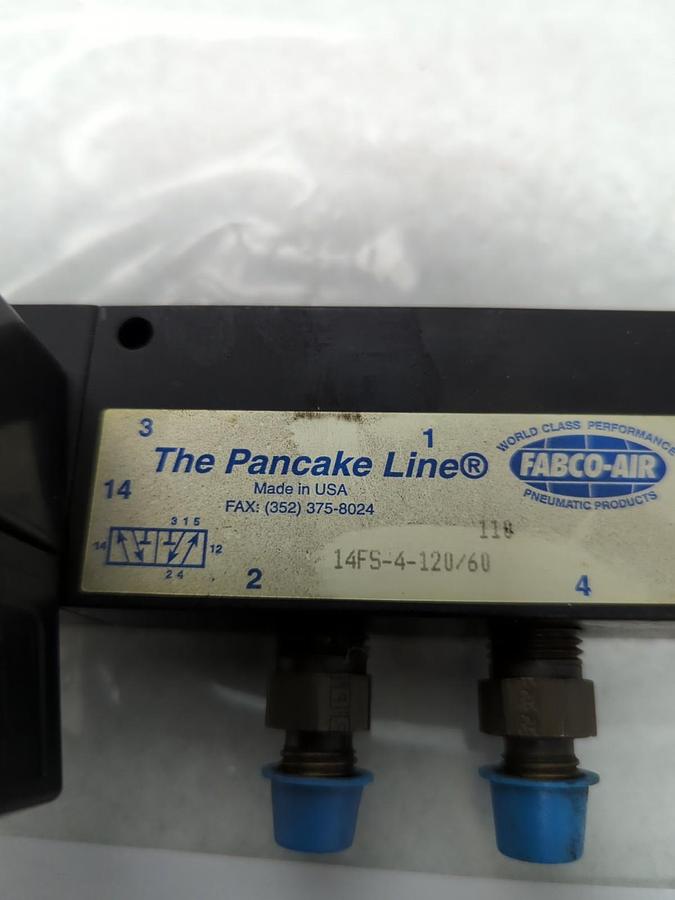 3
1
WORLD CLASS PERFORMANCE
The Pancake Line®
FABCO-AIR
Made in USA
PNEUMATIC PRODUCTS
14
FAX: (352) 375-8024
3 1 5
110
14
12
14FS-4-120/60
2 4
2
4